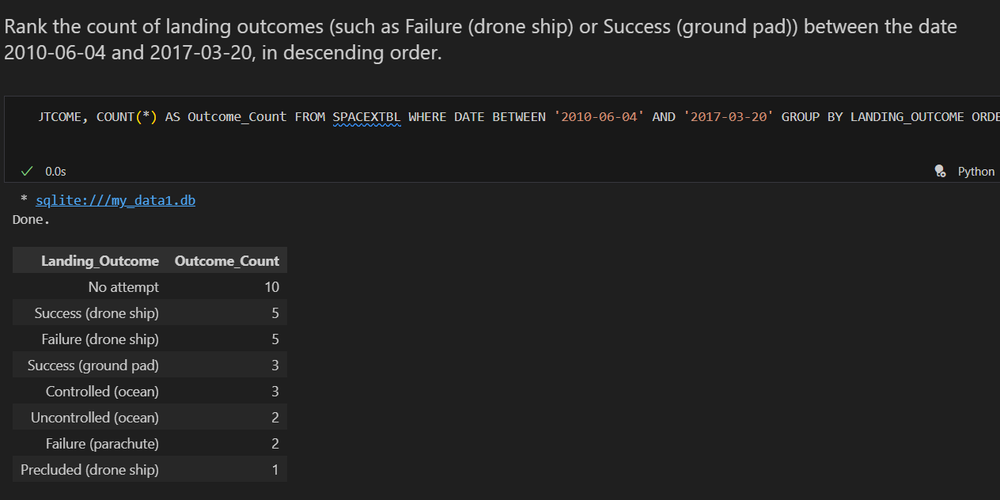 Rank the count of landing outcomes (such as Failure (drone ship) or Success (ground pad)) between the date
2010-06-04 and 2017-03-20, in descending order.
COUNT(*) AS Outcome_Count FROM SPACEXTBL WHERE DATE BETWEEN '2010-06-04' AND '2017-03-20' GROUP BY LANDING_OUTCOME
0.0s Python
* sqlite:///my_data1.db
Done.
Landing_Outcome Outcome_Count
No attempt 10
Success (drone ship) 5
Failure (drone ship) 5
Success (ground pad) 3
Controlled (ocean) 3
Uncontrolled (ocean) 2
Failure (parachute) 2
Precluded (drone ship) 1